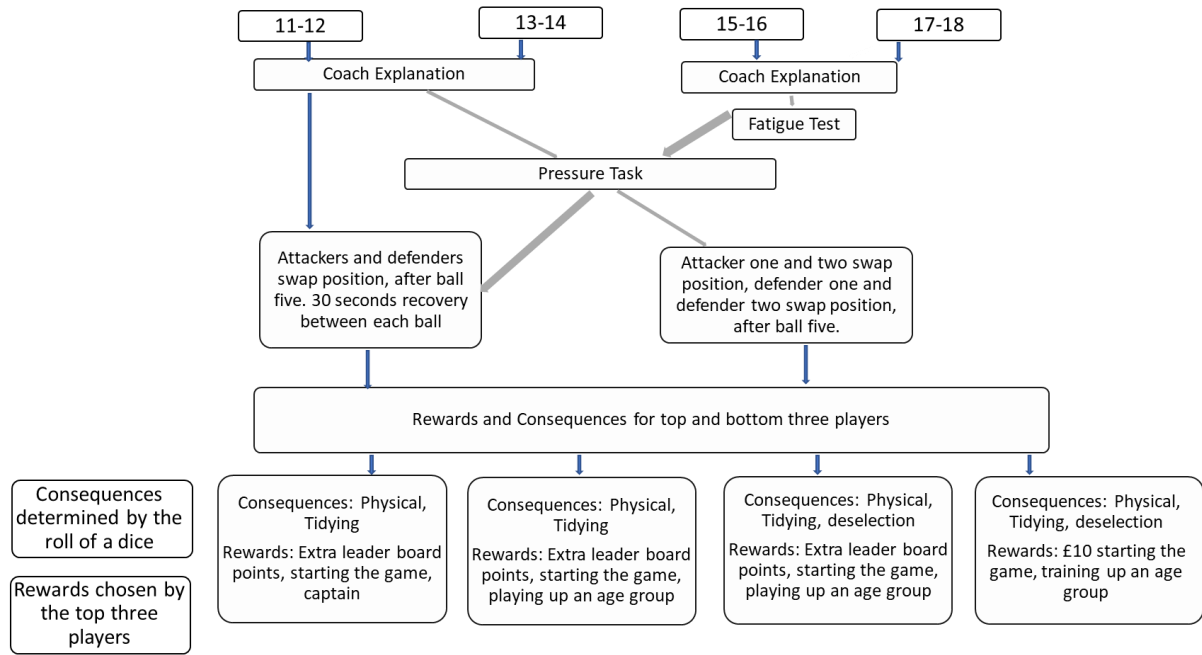 11-12
13-14
15-16
17-18
Coach Explanation
Coach Explanation
Fatigue Test
Pressure Task
Attackers and defenders
swap position, after ball
five. 30 seconds recovery
between each ball
Attacker one and two swap
position, defender one and
defender two swap position,
after ball five.
Rewards and Consequences for top and bottom three players
Consequences
determined by the
roll of a dice
Rewards chosen by
the top three
players
Consequences: Physical,
Tidying
Rewards: Extra leader board
points, starting the game,
captain
Consequences: Physical,
Tidying
Rewards: Extra leader board
points, starting the game,
playing up an age group
Consequences: Physical,
Tidying, deselection
Rewards: Extra leader board
points, starting the game,
playing up an age group
Consequences: Physical,
Tidying, deselection
Rewards: £10 starting the
game, training up an age
group